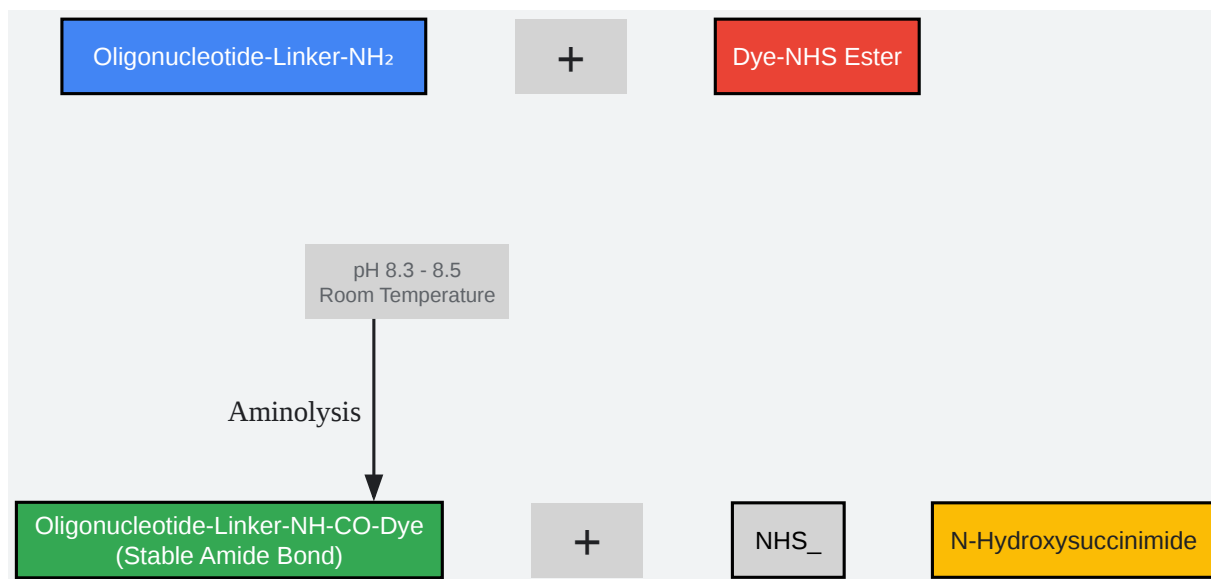 Oligonucleotide-Linker-NH₂
+
Dye-NHS Ester
pH 8.3 - 8.5
Room Temperature
Aminolysis
Oligonucleotide-Linker-NH-CO-Dye
(Stable Amide Bond)
+
NHS_
N-Hydroxysuccinimide